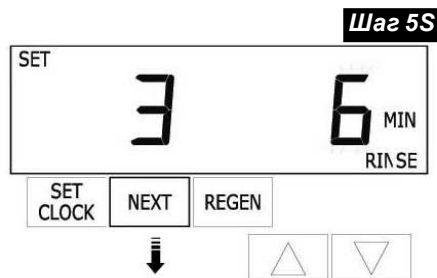 Шаг 5S
SET
3 6 MIN
RINSE
SET CLOCK NEXT REGEN